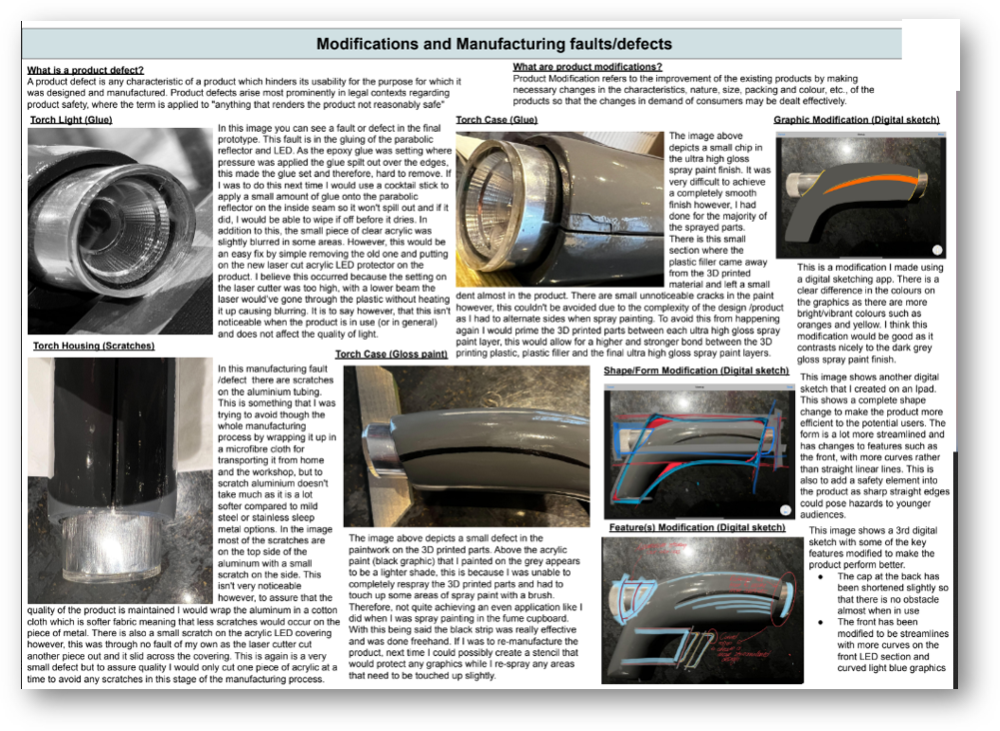 Modifications and Manufacturing faults/defects
What is a product defect?
A product defect is any characteristic of a product which hinders its usability for the purpose for which it
was designed and manufactured. Product defects arise most prominently in legal contexts regarding
product safety, where the term is applied to "anything that renders the product not reasonably safe"
What are product modifications?
Product Modification refers to the improvement of the existing products by making
necessary changes in the characteristics, nature, size, packing and colour, etc., of the
products so that the changes in demand of consumers may be dealt effectively.
Torch Light (Glue)
In this image you can see a fault or defect in the final
prototype. This fault is in the gluing of the parabolic
reflector and LED. As the epoxy glue was setting where
pressure was applied the glue spilt out over the edges,
this made the glue set and therefore, hard to remove. If
I was to do this next time I would use a cocktail stick to
apply a small amount of glue onto the parabolic
reflector on the inside seam so it won't spill out and if it
did, I would be able to wipe if off before it dries. In
addition to this, the small piece of clear acrylic was
slightly blurred in some areas. However, this would be
an easy fix by simple removing the old one and putting
on the new laser cut acrylic LED protector on the
product. I believe this occurred because the setting on
the laser cutter was too high, with a lower beam the
laser would've gone through the plastic without heating
it up causing blurring. It is to say however, that this isn't
noticeable when the product is in use (or in general)
and does not affect the quality of light.
Torch Case (Glue)
The image above
depicts a small chip in
the ultra high gloss
spray paint finish. It was
very difficult to achieve
a completely smooth
finish however, I had
done for the majority of
the sprayed parts.
There is this small
section where the
plastic filler came away
from the 3D printed
material and left a small
dent almost in the product. There are small unnoticeable cracks in the paint
however, this couldn't be avoided due to the complexity of the design /product
as I had to alternate sides when spray painting. To avoid this from happening
again I would prime the 3D printed parts between each ultra high gloss spray
paint layer, this would allow for a higher and stronger bond between the 3D
printing plastic, plastic filler and the final ultra high gloss spray paint layers.
Graphic Modification (Digital sketch)
This is a modification I made using
a digital sketching app. There is a
clear difference in the colours on
the graphics as there are more
bright/vibrant colours such as
oranges and yellow. I think this
modification would be good as it
contrasts nicely to the dark grey
gloss spray paint finish.
Torch Housing (Scratches)
In this manufacturing fault
/defect there are scratches
on the aluminium tubing.
This is something that I was
trying to avoid though the
whole manufacturing
process by wrapping it up in
a microfibre cloth for
transporting it from home
and the workshop, but to
scratch aluminium doesn't
take much as it is a lot
softer compared to mild
steel or stainless sleep
metal options. In the image
most of the scratches are
on the top side of the
aluminum with a small
scratch on the side. This
isn't very noticeable
however, to assure that the
quality of the product is maintained I would wrap the aluminum in a cotton
cloth which is softer fabric meaning that less scratches would occur on the
piece of metal. There is also a small scratch on the acrylic LED covering
however, this was through no fault of my own as the laser cutter cut
another piece out and it slid across the covering. This is again is a very
small defect but to assure quality I would only cut one piece of acrylic at a
time to avoid any scratches in this stage of the manufacturing process.
Torch Case (Gloss paint)
The image above depicts a small defect in the
paintwork on the 3D printed parts. Above the acrylic
paint (black graphic) that I painted on the grey appears
to be a lighter shade, this is because I was unable to
completely respray the 3D printed parts and had to
touch up some areas of spray paint with a brush.
Therefore, not quite achieving an even application like I
did when I was spray painting in the fume cupboard.
With this being said the black strip was really effective
and was done freehand. If I was to re-manufacture the
product, next time I could possibly create a stencil that
would protect any graphics while I re-spray any areas
that need to be touched up slightly.
Shape/Form Modification (Digital sketch)
This image shows another digital
sketch that I created on an Ipad.
This shows a complete shape
change to make the product more
efficient to the potential users. The
form is a lot more streamlined and
has changes to features such as
the front, with more curves rather
than straight linear lines. This is
also to add a safety element into
the product as sharp straight edges
could pose hazards to younger
audiences.
Feature(s) Modification (Digital sketch)
This image shows a 3rd digital
sketch with some of the key
features modified to make the
product perform better.
● The cap at the back has
been shortened slightly so
that there is no obstacle
almost when in use
● The front has been
modified to be streamlines
with more curves on the
front LED section and
curved light blue graphics